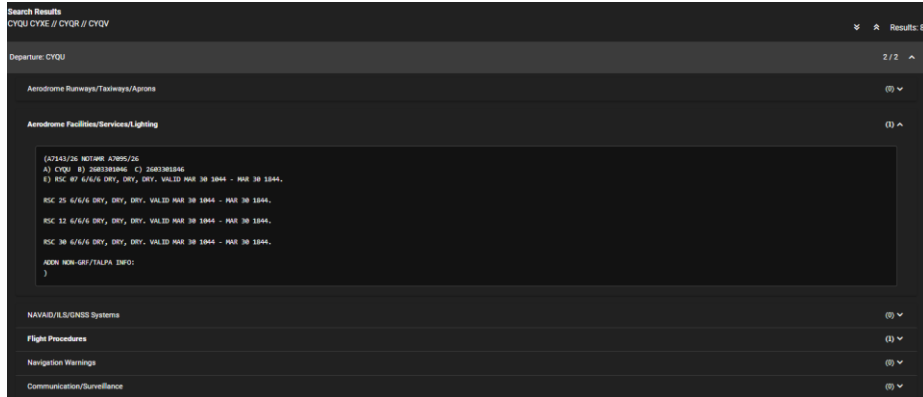 Search Results
CYQU CYXE // CYQR // CYQV
Results:
Departure: CYQU
2 / 2
Aerodrome Runways/Taxiways/Aprons
(0)
Aerodrome Facilities/Services/Lighting
(1)
(A7143/26 NOTAMR A7095/26
A) CYQU B) 2603301046 C) 2603301846
E) RSC 07 6/6/6 DRY, DRY, DRY. VALID MAR 30 1044 - MAR 30 1844.
RSC 25 6/6/6 DRY, DRY, DRY. VALID MAR 30 1044 - MAR 30 1844.
RSC 12 6/6/6 DRY, DRY, DRY. VALID MAR 30 1044 - MAR 30 1844.
RSC 30 6/6/6 DRY, DRY, DRY. VALID MAR 30 1044 - MAR 30 1844.
ADDN NON-GRF/TALPA INFO:
)
NAVAID/ILS/GNSS Systems
(0)
Flight Procedures
(1)
Navigation Warnings
(0)
Communication/Surveillance
(0)